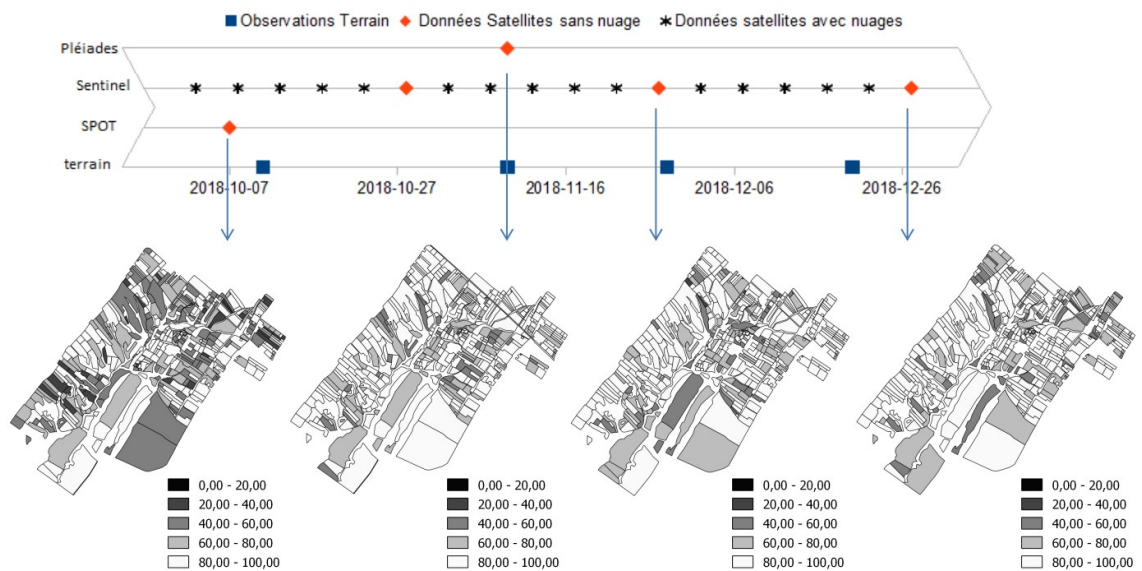 Observations Terrain Données Satellites sans nuage Données satellites avec nuages
Pléiades
Sentinel
SPOT
terrain
2018-10-07 2018-10-27 2018-11-16 2018-12-06 2018-12-26
0,00 - 20,00
20,00 - 40,00
40,00 - 60,00
60,00 - 80,00
80,00 - 100,00
0,00 - 20,00
20,00 - 40,00
40,00 - 60,00
60,00 - 80,00
80,00 - 100,00
0,00 - 20,00
20,00 - 40,00
40,00 - 60,00
60,00 - 80,00
80,00 - 100,00
0,00 - 20,00
20,00 - 40,00
40,00 - 60,00
60,00 - 80,00
80,00 - 100,00